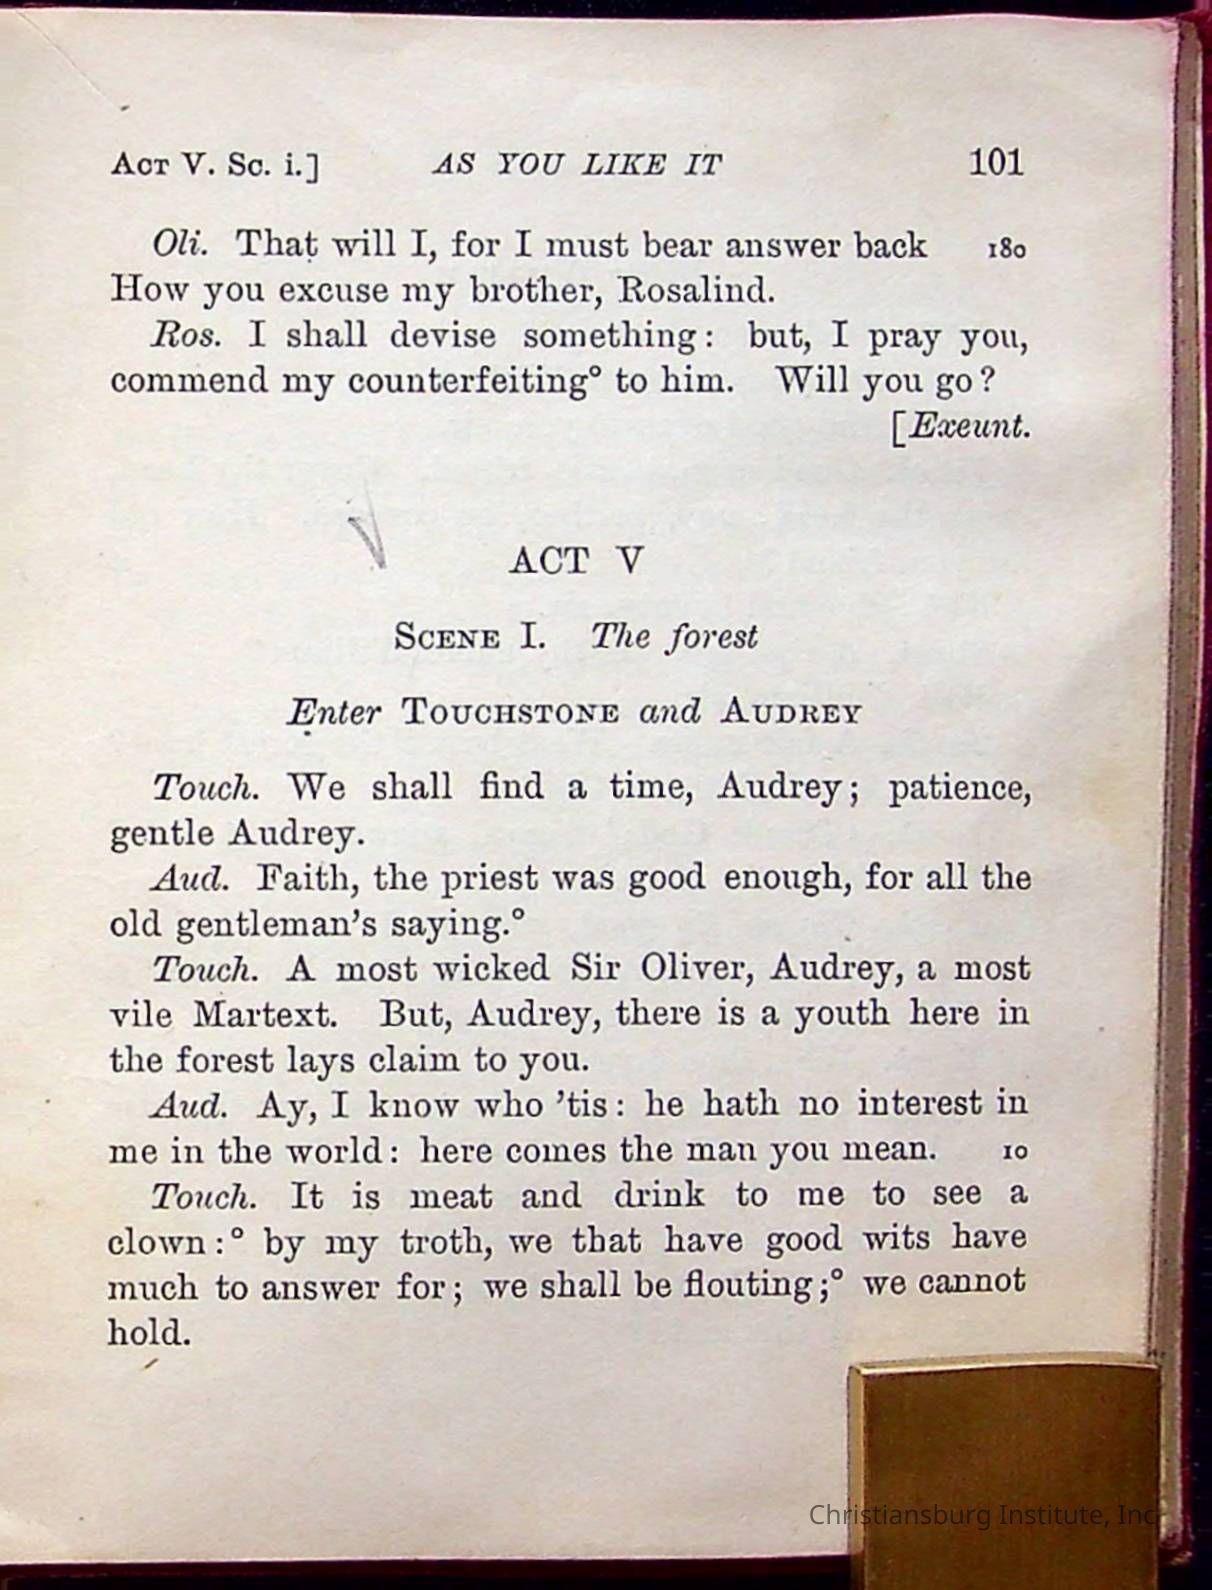 Act V. Sc. i.] AS YOU LIKE IT 101
Oli. That will I, for I must bear answer back 180
How you excuse my brother, Rosalind.
Ros. I shall devise something: but, I pray you,
commend my counterfeiting° to him. Will you go?
[Exeunt.
ACT V
Scene I. The forest
Enter Touchstone and Audrey
Touch. We shall find a time, Audrey; patience,
gentle Audrey.
Aud. Faith, the priest was good enough, for all the
old gentleman's saying.°
Touch. A most wicked Sir Oliver, Audrey, a most
vile Martext. But, Audrey, there is a youth here in
the forest lays claim to you.
Aud. Ay, I know who 'tis: he hath no interest in
me in the world: here comes the man you mean. 10
Touch. It is meat and drink to me to see a
clown:° by my troth, we that have good wits have
much to answer for; we shall be flouting;° we cannot
hold.
Christiansburg Institute, Inc